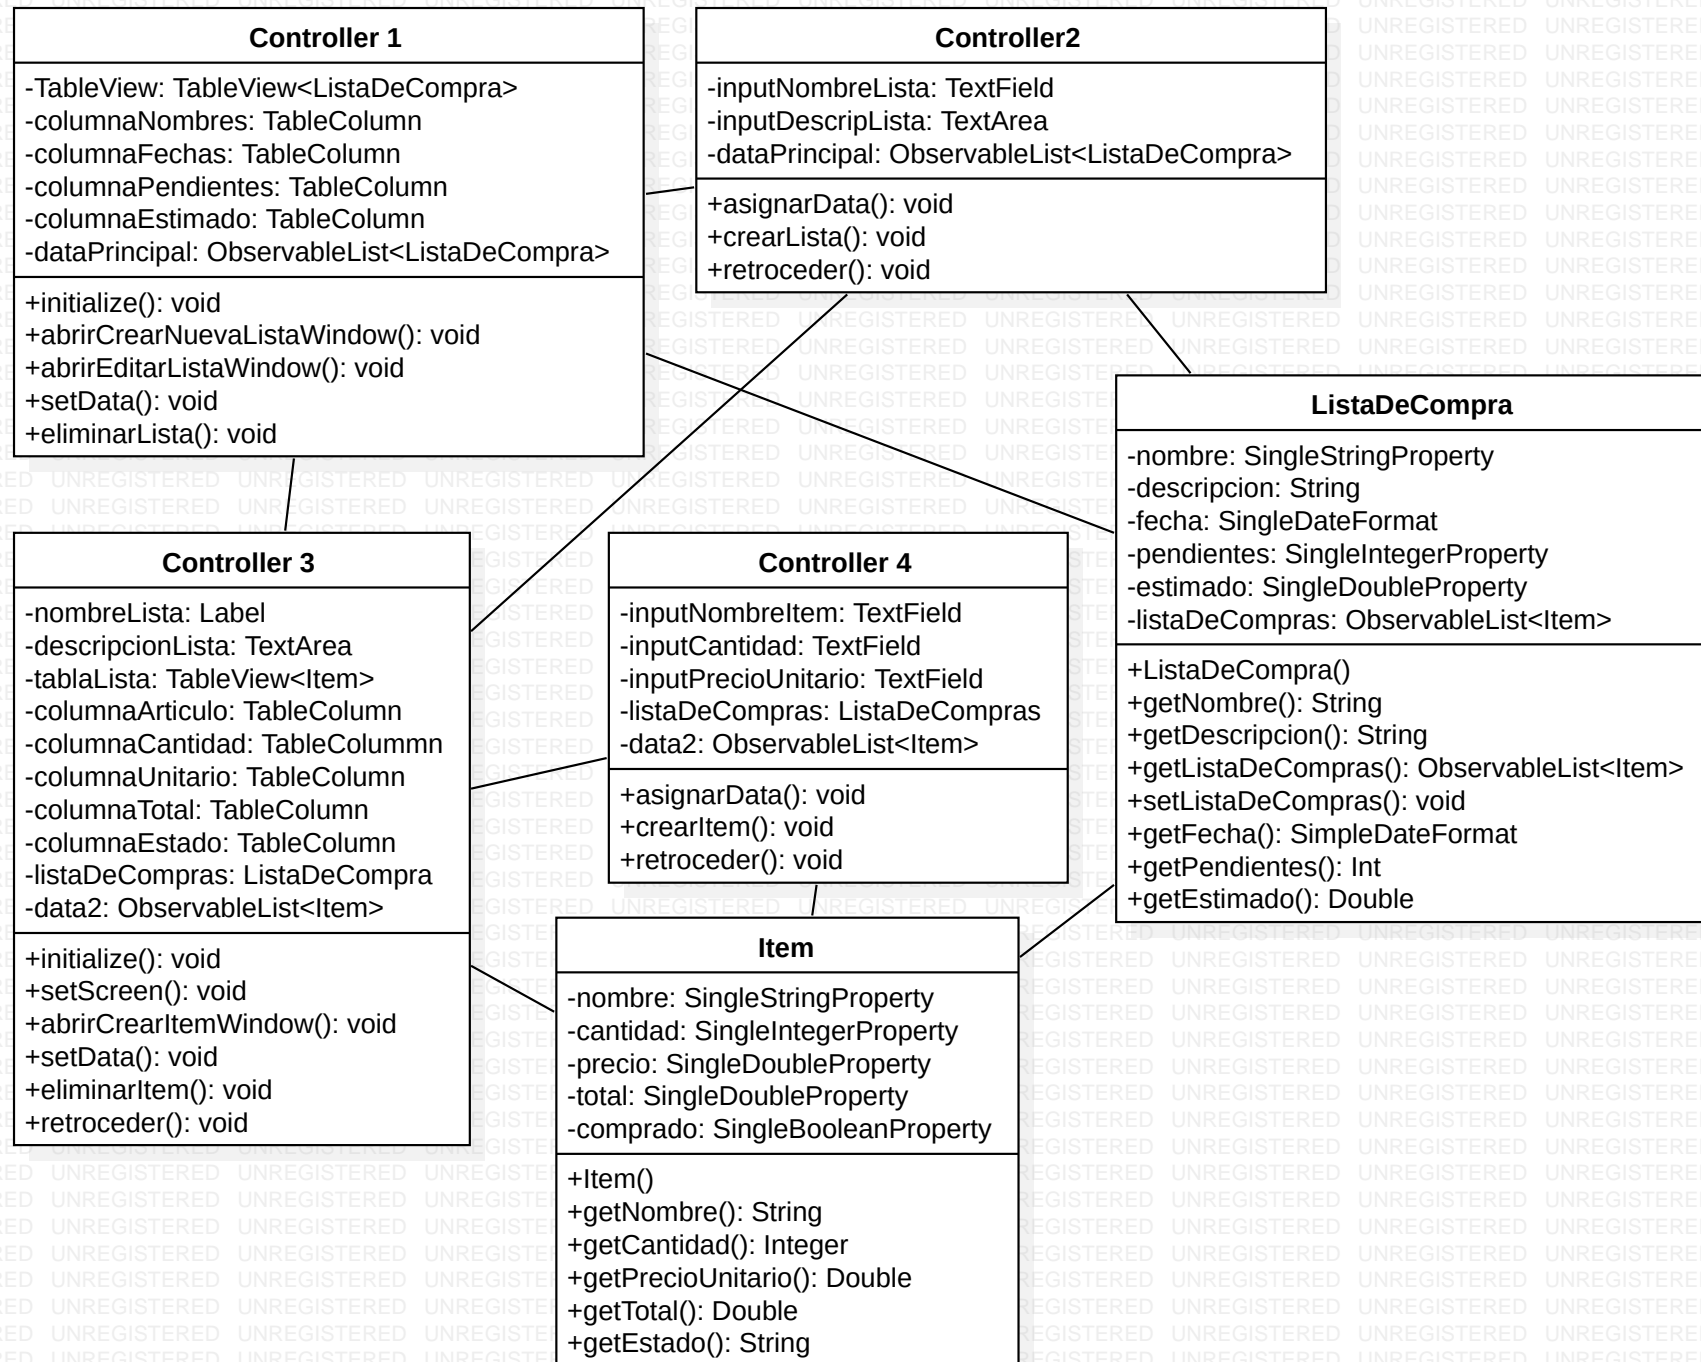 Controller 1
-TableView: TableView<ListaDeCompra>
-columnaNombres: TableColumn
-columnaFechas: TableColumn
-columnaPendientes: TableColumn
-columnaEstimado: TableColumn
-dataPrincipal: ObservableList<ListaDeCompra>
+initialize(): void
+abrirCrearNuevaListaWindow(): void
+abrirEditarListaWindow(): void
+setData(): void
+eliminarLista(): void
Controller2
-inputNombreLista: TextField
-inputDescripLista: TextArea
-dataPrincipal: ObservableList<ListaDeCompra>
+asignarData(): void
+crearLista(): void
+retroceder(): void
ListaDeCompra
-nombre: SingleStringProperty
-descripcion: String
-fecha: SingleDateFormat
-pendientes: SingleIntegerProperty
-estimado: SingleDoubleProperty
-listaDeCompras: ObservableList<Item>
+ListaDeCompra()
+getNombre(): String
+getDescripcion(): String
+getListaDeCompras(): ObservableList<Item>
+setListaDeCompras(): void
+getFecha(): SimpleDateFormat
+getPendientes(): Int
+getEstimado(): Double
Controller 3
-nombreLista: Label
-descripcionLista: TextArea
-tablaLista: TableView<Item>
-columnaArticulo: TableColumn
-columnaCantidad: TableColummn
-columnaUnitario: TableColumn
-columnaTotal: TableColumn
-columnaEstado: TableColumn
-listaDeCompras: ListaDeCompra
-data2: ObservableList<Item>
+initialize(): void
+setScreen(): void
+abrirCrearItemWindow(): void
+setData(): void
+eliminarItem(): void
+retroceder(): void
Controller 4
-inputNombreItem: TextField
-inputCantidad: TextField
-inputPrecioUnitario: TextField
-listaDeCompras: ListaDeCompras
-data2: ObservableList<Item>
+asignarData(): void
+crearItem(): void
+retroceder(): void
Item
-nombre: SingleStringProperty
-cantidad: SingleIntegerProperty
-precio: SingleDoubleProperty
-total: SingleDoubleProperty
-comprado: SingleBooleanProperty
+Item()
+getNombre(): String
+getCantidad(): Integer
+getPrecioUnitario(): Double
+getTotal(): Double
+getEstado(): String
UNREGISTERED